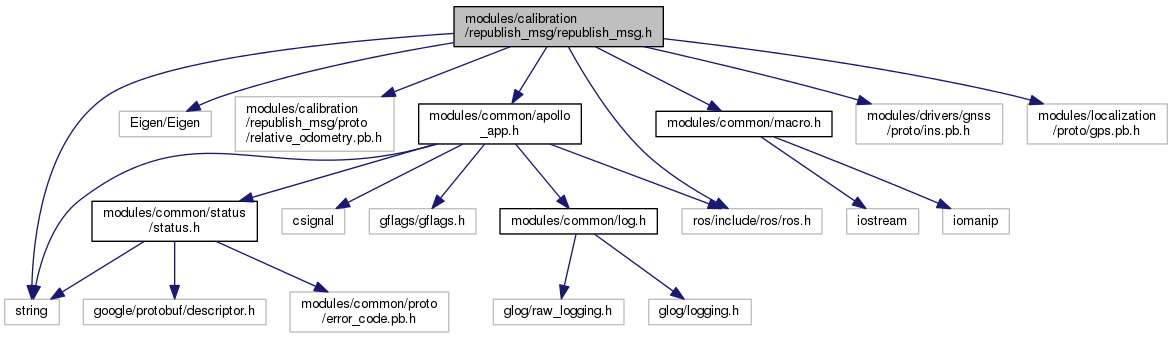 modules/calibration
/republish_msg/republish_msg.h
Eigen/Eigen
modules/calibration
/republish_msg/proto
/relative_odometry.pb.h
modules/common/apollo
_app.h
modules/common/macro.h
modules/drivers/gnss
/proto/ins.pb.h
modules/localization
/proto/gps.pb.h
modules/common/status
/status.h
csignal
gflags/gflags.h
modules/common/log.h
ros/include/ros/ros.h
iostream
iomanip
string
google/protobuf/descriptor.h
modules/common/proto
/error_code.pb.h
glog/raw_logging.h
glog/logging.h